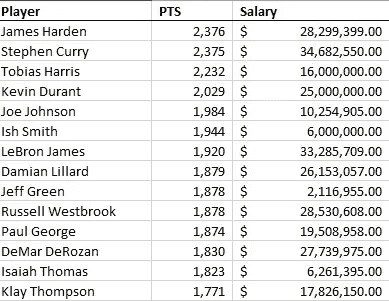 Player PTS Salary
James Harden 2,376 $ 28,299,399.00
Stephen Curry 2,375 $ 34,682,550.00
Tobias Harris 2,232 $ 16,000,000.00
Kevin Durant 2,029 $ 25,000,000.00
Joe Johnson 1,984 $ 10,254,905.00
Ish Smith 1,944 $ 6,000,000.00
LeBron James 1,920 $ 33,285,709.00
Damian Lillard 1,879 $ 26,153,057.00
Jeff Green 1,878 $ 2,116,955.00
Russell Westbrook 1,878 $ 28,530,608.00
Paul George 1,874 $ 19,508,958.00
DeMar DeRozan 1,830 $ 27,739,975.00
Isaiah Thomas 1,823 $ 6,261,395.00
Klay Thompson 1,771 $ 17,826,150.00